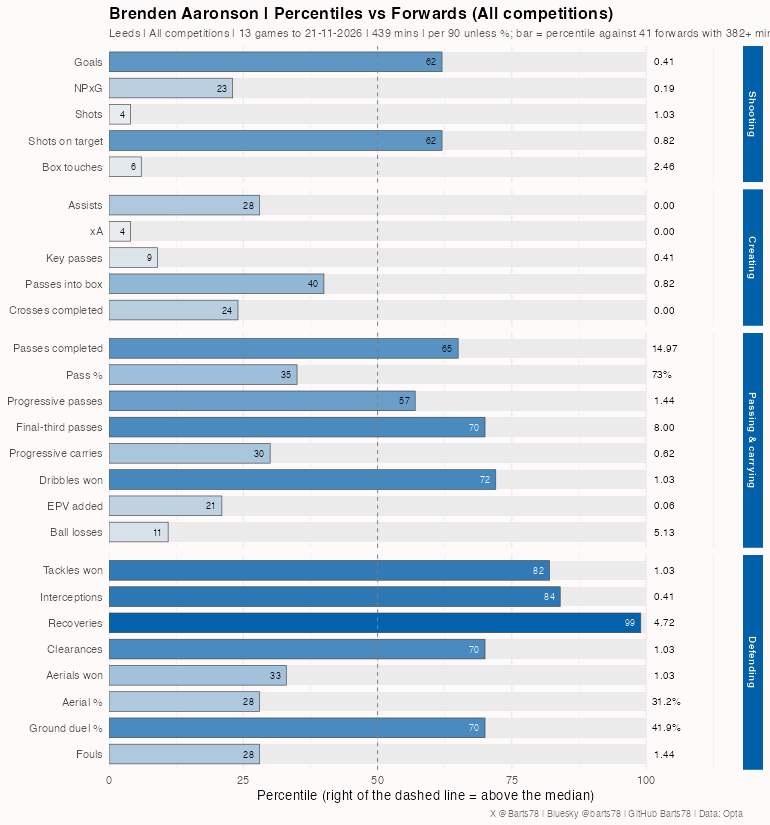 Brenden Aaronson | Percentiles vs Forwards (All competitions)
Leeds | All competitions | 13 games to 21-11-2026 | 439 mins | per 90 unless %; bar = percentile against 41 forwards with 382+ min
Goals 62 0.41
NPxG 23 0.19
Shots 4 1.03
Shots on target 62 0.82
Box touches 6 2.46
Shooting
Assists 28 0.00
xA 4 0.00
Key passes 9 0.41
Passes into box 40 0.82
Crosses completed 24 0.00
Creating
Passes completed 65 14.97
Pass % 35 73%
Progressive passes 57 1.44
Final-third passes 70 8.00
Progressive carries 30 0.62
Dribbles won 72 1.03
EPV added 21 0.06
Ball losses 11 5.13
Passing & carrying
Tackles won 82 1.03
Interceptions 84 0.41
Recoveries 99 4.72
Clearances 70 1.03
Aerials won 33 1.03
Aerial % 28 31.2%
Ground duel % 70 41.9%
Fouls 28 1.44
Defending
0 25 50 75 100
Percentile (right of the dashed line = above the median)
X @Barts78 | Bluesky @barts78 | GitHub Barts78 | Data: Opta